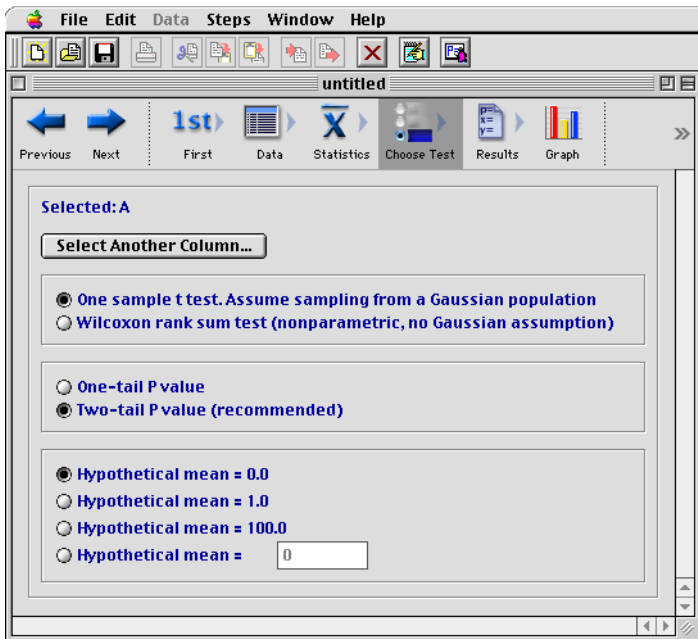 File Edit Data Steps Window Help
untitled
1st
Previous Next First Data Statistics Choose Test Results Graph
Selected: A
Select Another Column...
One sample t test. Assume sampling from a Gaussian population
Wilcoxon rank sum test (nonparametric, no Gaussian assumption)
One-tail P value
Two-tail P value (recommended)
Hypothetical mean = 0.0
Hypothetical mean = 1.0
Hypothetical mean = 100.0
Hypothetical mean = 0